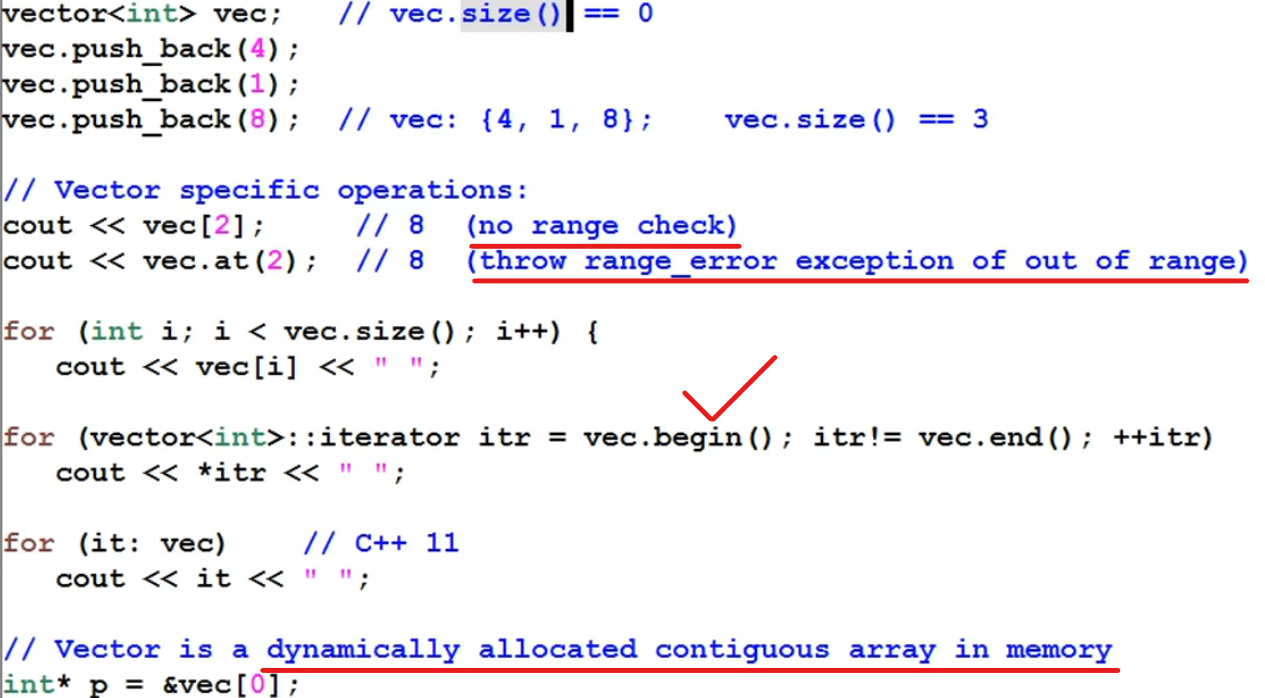 vector<int> vec;   // vec.size() == 0
vec.push_back(4);
vec.push_back(1);
vec.push_back(8);  // vec: {4, 1, 8};    vec.size() == 3
// Vector specific operations:
cout << vec[2];     // 8  (no range check)
cout << vec.at(2);  // 8  (throw range_error exception of out of range)
for (int i; i < vec.size(); i++) {
   cout << vec[i] << " ";
for (vector<int>::iterator itr = vec.begin(); itr!= vec.end(); ++itr)
   cout << *itr << " ";
for (it: vec)    // C++ 11
   cout << it << " ";
// Vector is a dynamically allocated contiguous array in memory
int* p = &vec[0];